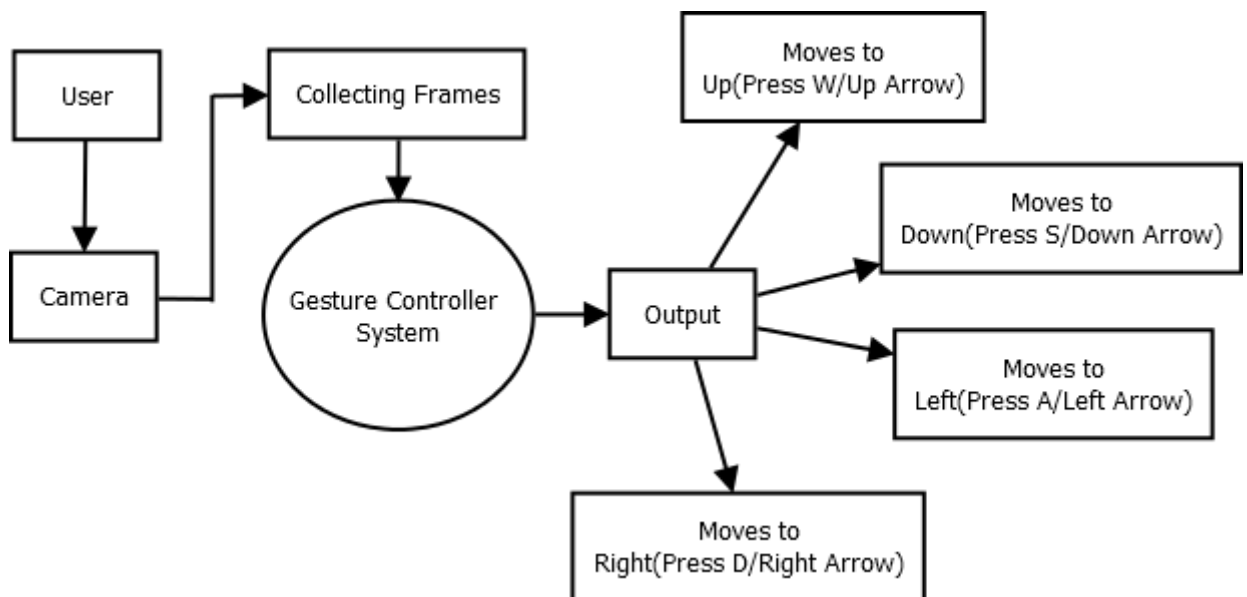 User
Collecting Frames
Moves to
Up(Press W/Up Arrow)
Camera
Gesture Controller
System
Output
Moves to
Down(Press S/Down Arrow)
Moves to
Left(Press A/Left Arrow)
Moves to
Right(Press D/Right Arrow)